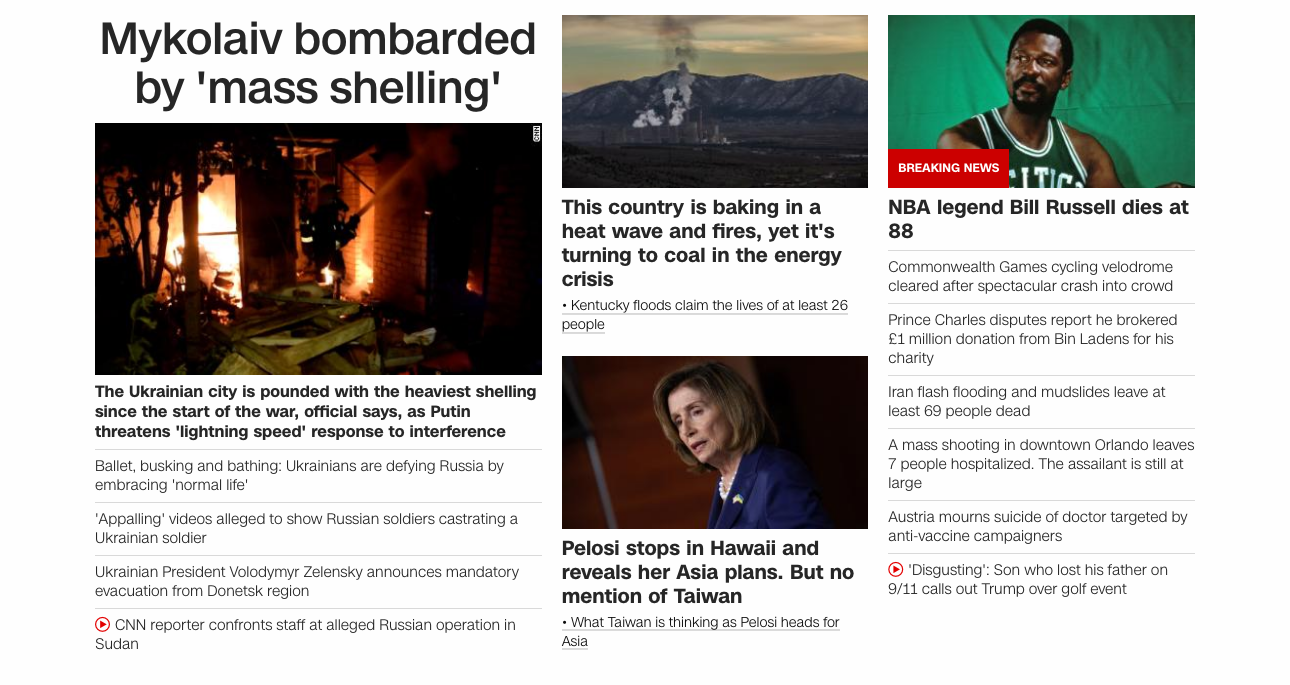 Mykolaiv bombarded
by 'mass shelling'
CNN
The Ukrainian city is pounded with the heaviest shelling
since the start of the war, official says, as Putin
threatens 'lightning speed' response to interference
Ballet, busking and bathing: Ukrainians are defying Russia by
embracing 'normal life'
'Appalling' videos alleged to show Russian soldiers castrating a
Ukrainian soldier
Ukrainian President Volodymyr Zelensky announces mandatory
evacuation from Donetsk region
CNN reporter confronts staff at alleged Russian operation in
Sudan
This country is baking in a
heat wave and fires, yet it's
turning to coal in the energy
crisis
• Kentucky floods claim the lives of at least 26
people
Pelosi stops in Hawaii and
reveals her Asia plans. But no
mention of Taiwan
• What Taiwan is thinking as Pelosi heads for
Asia
BREAKING NEWS
NBA legend Bill Russell dies at
88
Commonwealth Games cycling velodrome
cleared after spectacular crash into crowd
Prince Charles disputes report he brokered
£1 million donation from Bin Ladens for his
charity
Iran flash flooding and mudslides leave at
least 69 people dead
A mass shooting in downtown Orlando leaves
7 people hospitalized. The assailant is still at
large
Austria mourns suicide of doctor targeted by
anti-vaccine campaigners
'Disgusting': Son who lost his father on
9/11 calls out Trump over golf event